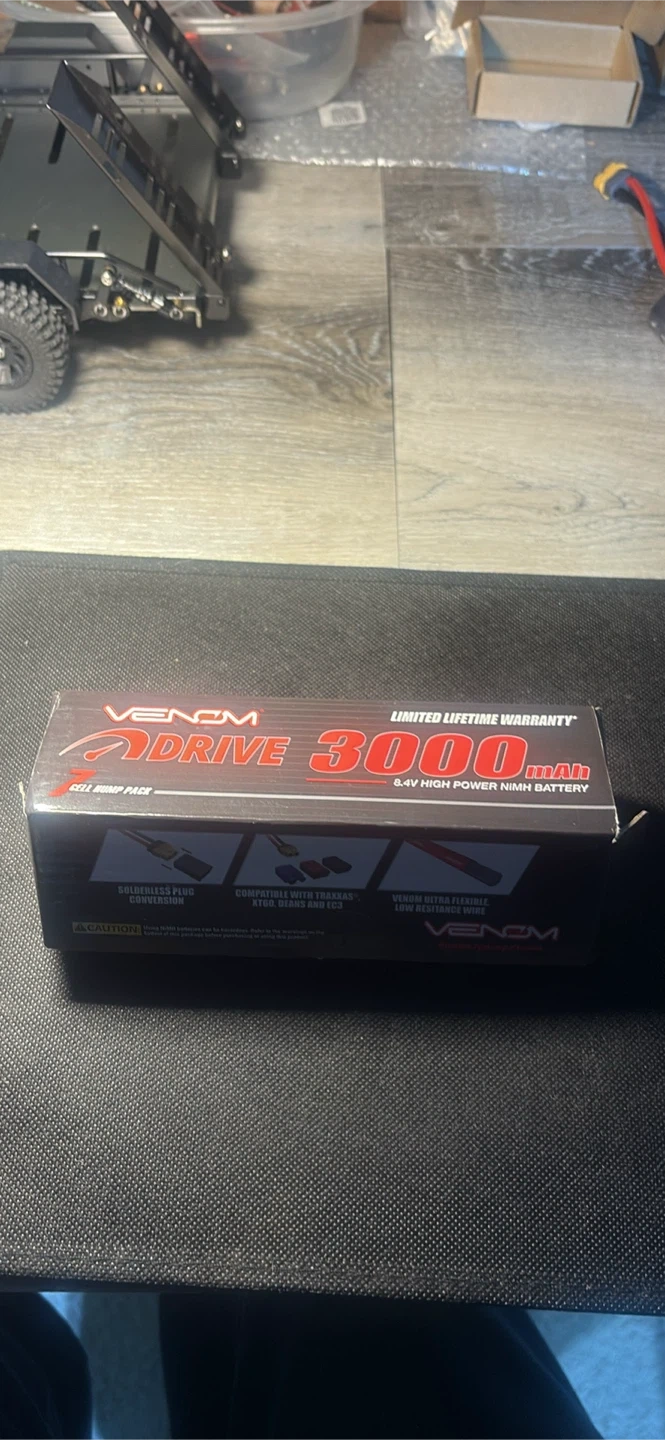 VENOM
LIMITED LIFETIME WARRANTY*
DRIVE 3000mAh
7 CELL HUMP PACK
8.4V HIGH POWER NiMH BATTERY
SOLDERLESS PLUG
CONVERSION
COMPATIBLE WITH TRAXXAS®,
XT60, DEANS AND EC3
VENOM ULTRA FLEXIBLE,
LOW RESITANCE WIRE
CAUTION:
VENOM